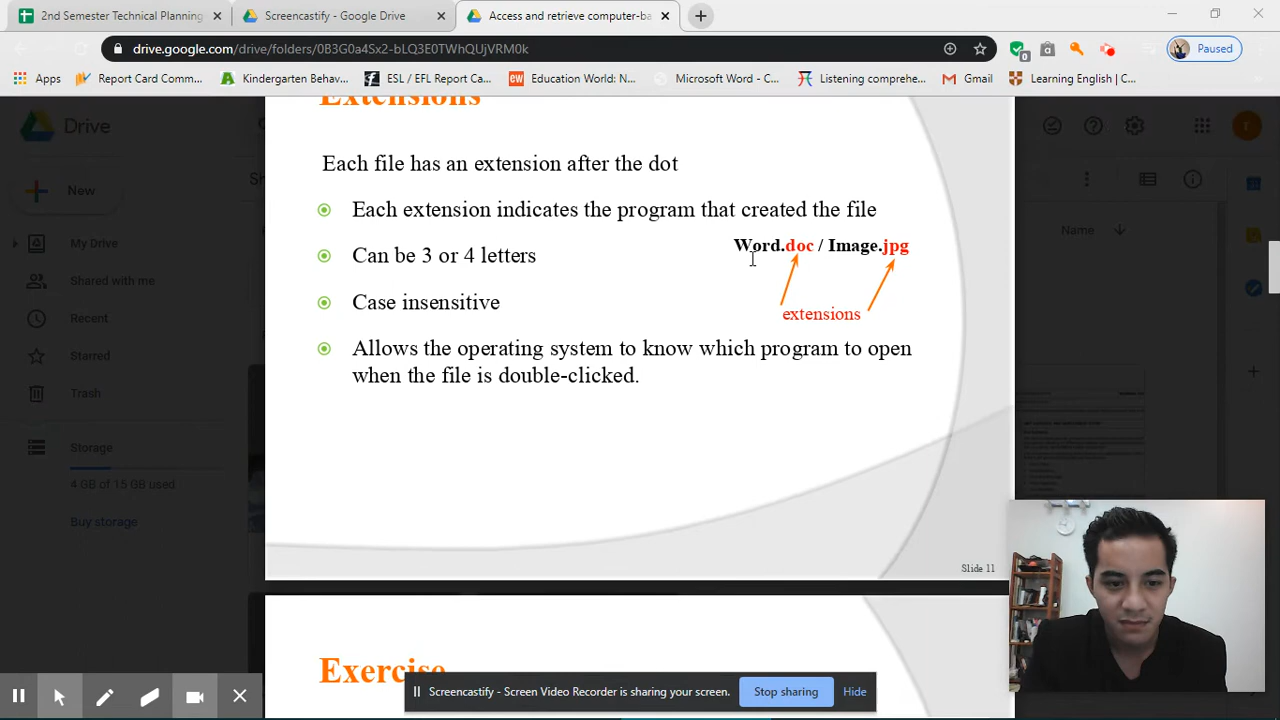 2nd Semester Technical Planning
Screencastify - Google Drive
Access and retrieve computer-ba
drive.google.com/drive/folders/0B3G0a4Sx2-bLQ3E0TWhQUjVRM0k
0
Paused
Apps
Report Card Comm...
Kindergarten Behav...
ESL / EFL Report Ca...
Education World: N...
Microsoft Word - C...
Listening comprehe...
Gmail
Learning English | C...
Drive
New
My Drive
Shared with me
Recent
Starred
Trash
Storage
4 GB of 15 GB used
Buy storage
Sh
Name
T
Extensions
Each file has an extension after the dot
Each extension indicates the program that created the file
Can be 3 or 4 letters
Word.doc / Image.jpg
Case insensitive
extensions
Allows the operating system to know which program to open
when the file is double-clicked.
Slide 11
Exercise
Screencastify - Screen Video Recorder is sharing your screen.
Stop sharing
Hide